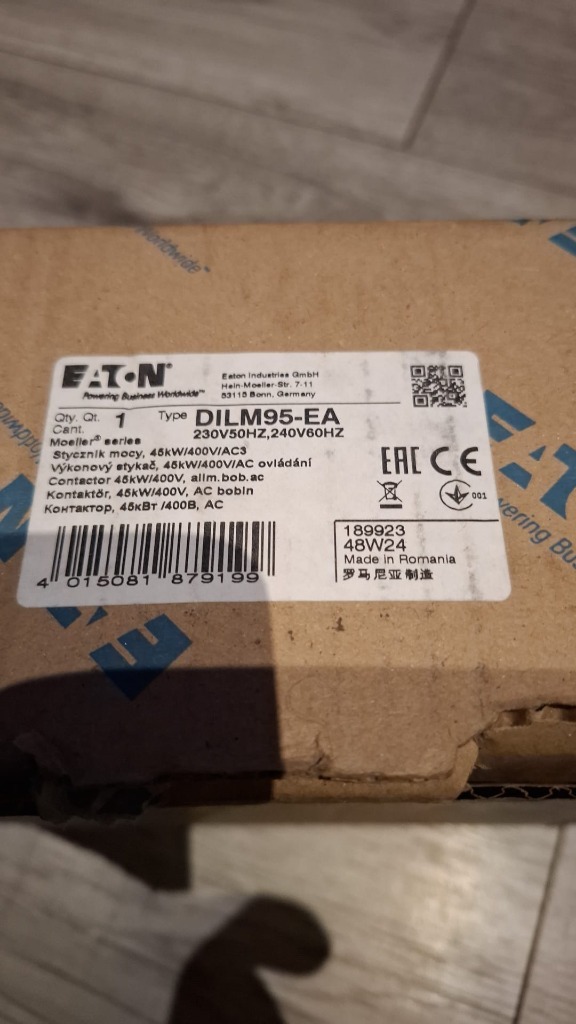 Worldwide™
EATON®
Powering Business Worldwide™
Eaton Industries GmbH
Hein-Moeller-Str. 7-11
53115 Bonn, Germany
Qty. Qt.
Cant.
1
Type DILM95-EA
230V50HZ,240V60HZ
Moeller® series
Stycznik mocy, 45kW/400V/AC3
Výkonový stykač, 45kW/400V/AC ovládání
Contactor 45kW/400V, alim.bob.ac
Kontaktör, 45kW/400V, AC bobin
Контактор, 45кВт /400В, AC
EAC CE
001
4 015081 879199
189923
48W24
Made in Romania
罗马尼亚制造